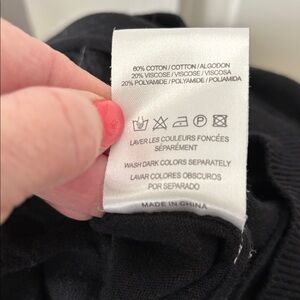 60% COTTON / COTTON / ALGODON
20% VISCOSE / VISCOSE / VISCOSA
20% POLYAMIDE / POLYAMIDE / POLIAMIDA
LAVER LES COULEURS FONCÉES
SÉPARÉMENT
WASH DARK COLORS SEPARATELY
LAVAR COLORES OBSCUROS
POR SEPARADO
MADE IN CHINA